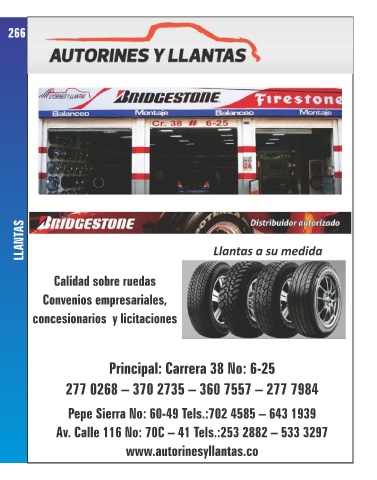 266
LLANTAS
AUTORINES Y LLANTAS
AUTORINES Y LLANTAS
BRIDGESTONE
Firestone
Balanceo Montaje Balanceo Montaje
Cr. 38 # 6-25
BRIDGESTONE
POTENZA
Distribuidor autorizado
Llantas a su medida
Calidad sobre ruedas
Convenios empresariales,
concesionarios y licitaciones
Principal: Carrera 38 No: 6-25
277 0268 – 370 2735 – 360 7557 – 277 7984
Pepe Sierra No: 60-49 Tels.:702 4585 – 643 1939
Av. Calle 116 No: 70C – 41 Tels.:253 2882 – 533 3297
www.autorinesyllantas.co